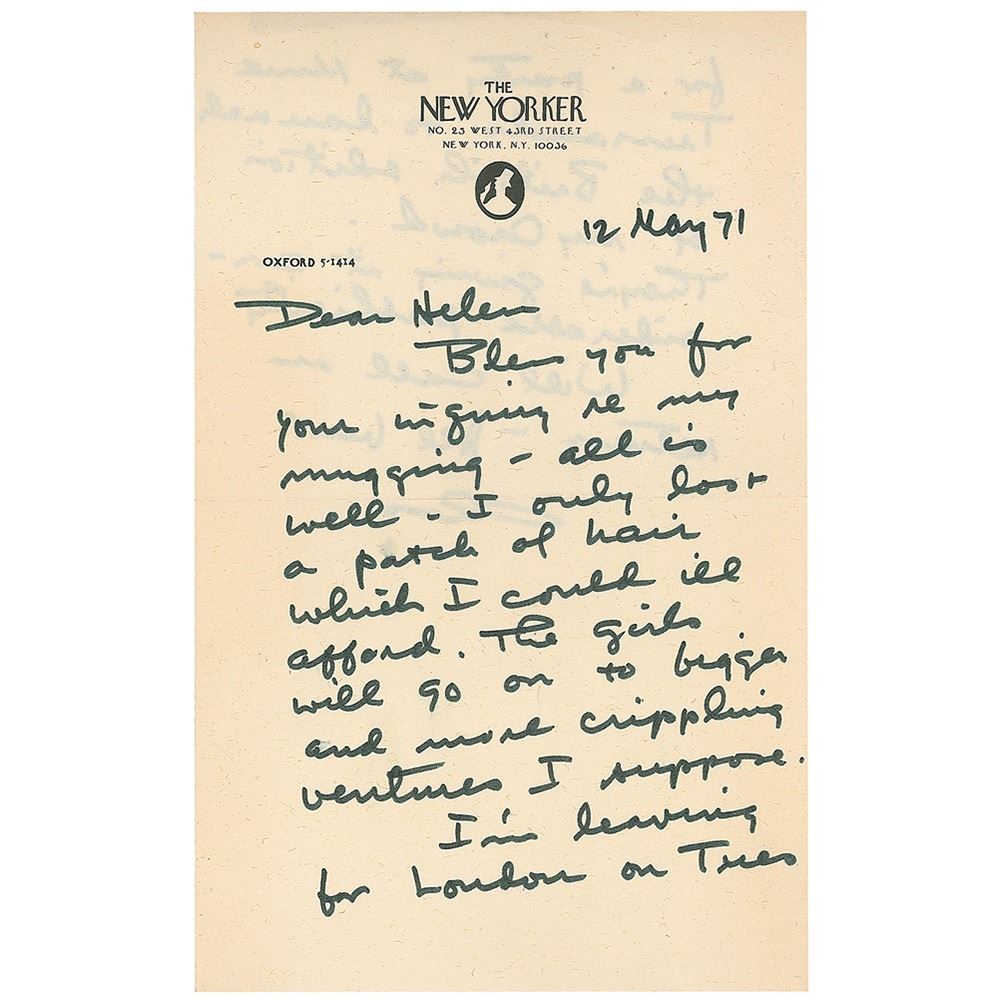 THE
NEW YORKER
NO. 25 WEST 43RD STREET
NEW YORK, N.Y. 10036
12 May 71
OXFORD 5-1414
Dear Helen
Bless you for
your inquiry re my
mugging - all is
well - I only lost
a patch of hair
which I could ill
afford. The girls
will go on to bigger
and more crippling
ventures I suppose.
I'm leaving
for London on Tues